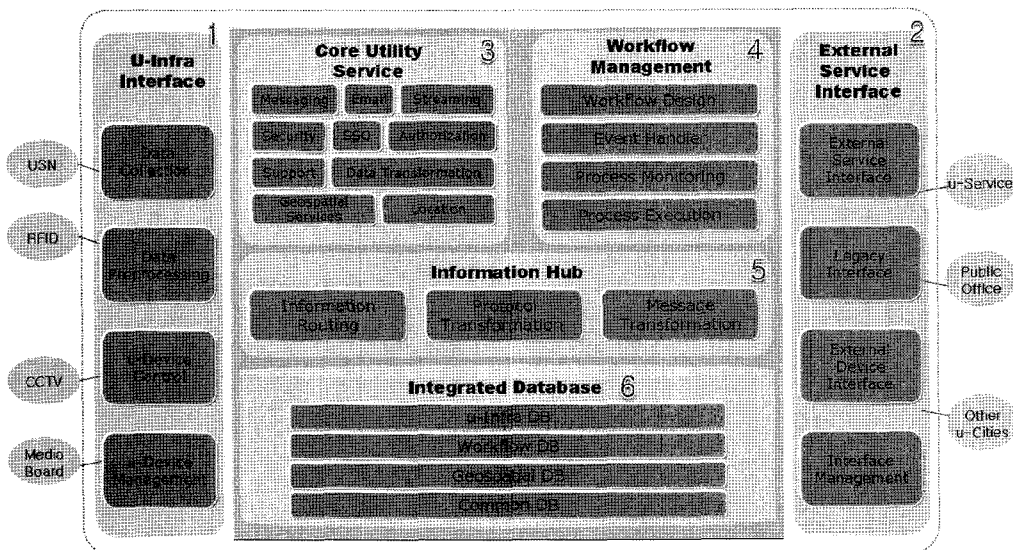 1
U-Infra
Interface
Data
Collection
Data
Preprocessing
u-Device
Control
u-Device
Management
USN
RFID
CCTV
Media
Board
Core Utility
Service
3
Messaging
Email
Streaming
Security
SSO
Authorization
Support
Data Transformation
Geospatial
Services
Location
Workflow
Management
4
Workflow Design
Event Handler
Process Monitoring
Process Execution
Information Hub
5
Information
Routing
Protocol
Transformation
Message
Transformation
Integrated Database
6
u-Infra DB
Workflow DB
Geospatial DB
Common DB
2
External
Service
Interface
External
Service
Interface
Legacy
Interface
External
Device
Interface
Interface
Management
u-Service
Public
Office
Other
u-Cities